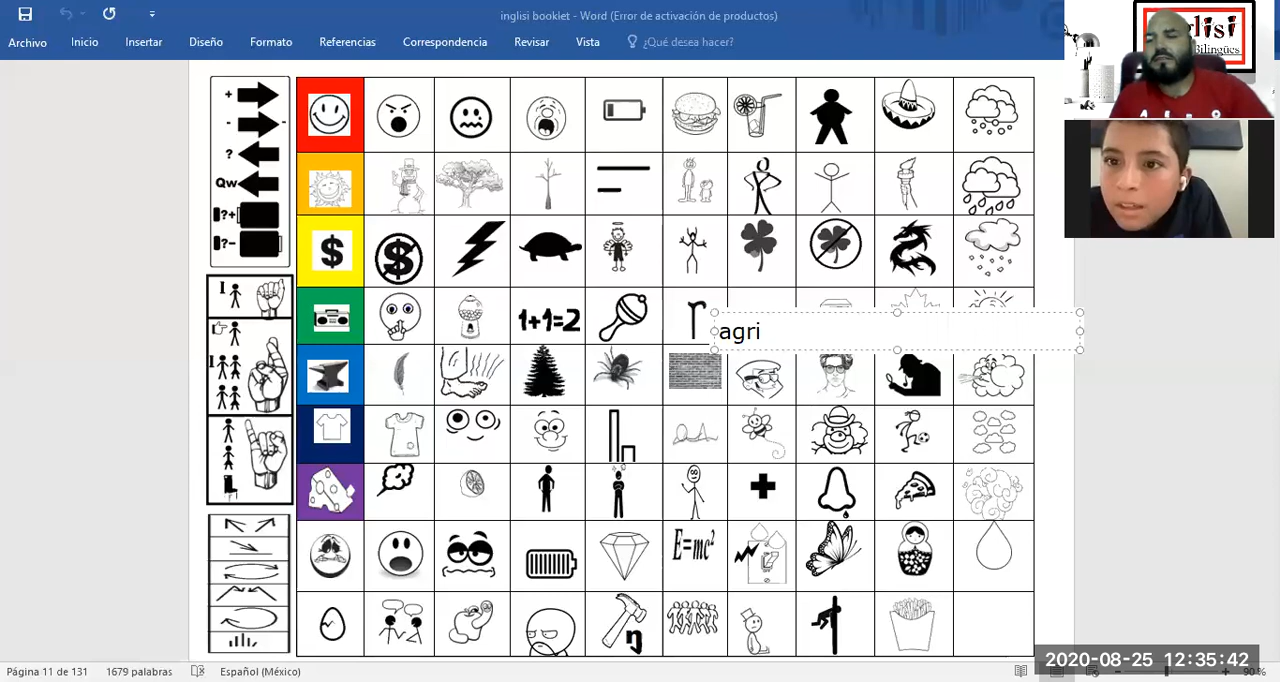 inglisi booklet - Word (Error de activación de productos)
Archivo Inicio Insertar Diseño Formato Referencias Correspondencia Revisar Vista ¿Qué desea hacer?
Bilingües
+
-
-
?
Qw
?+
?-
I
I
$
$
1+1=2
r
agri
E=mc²
Página 11 de 131 1679 palabras Español (México)
2020-08-25 12:35:42
90 %